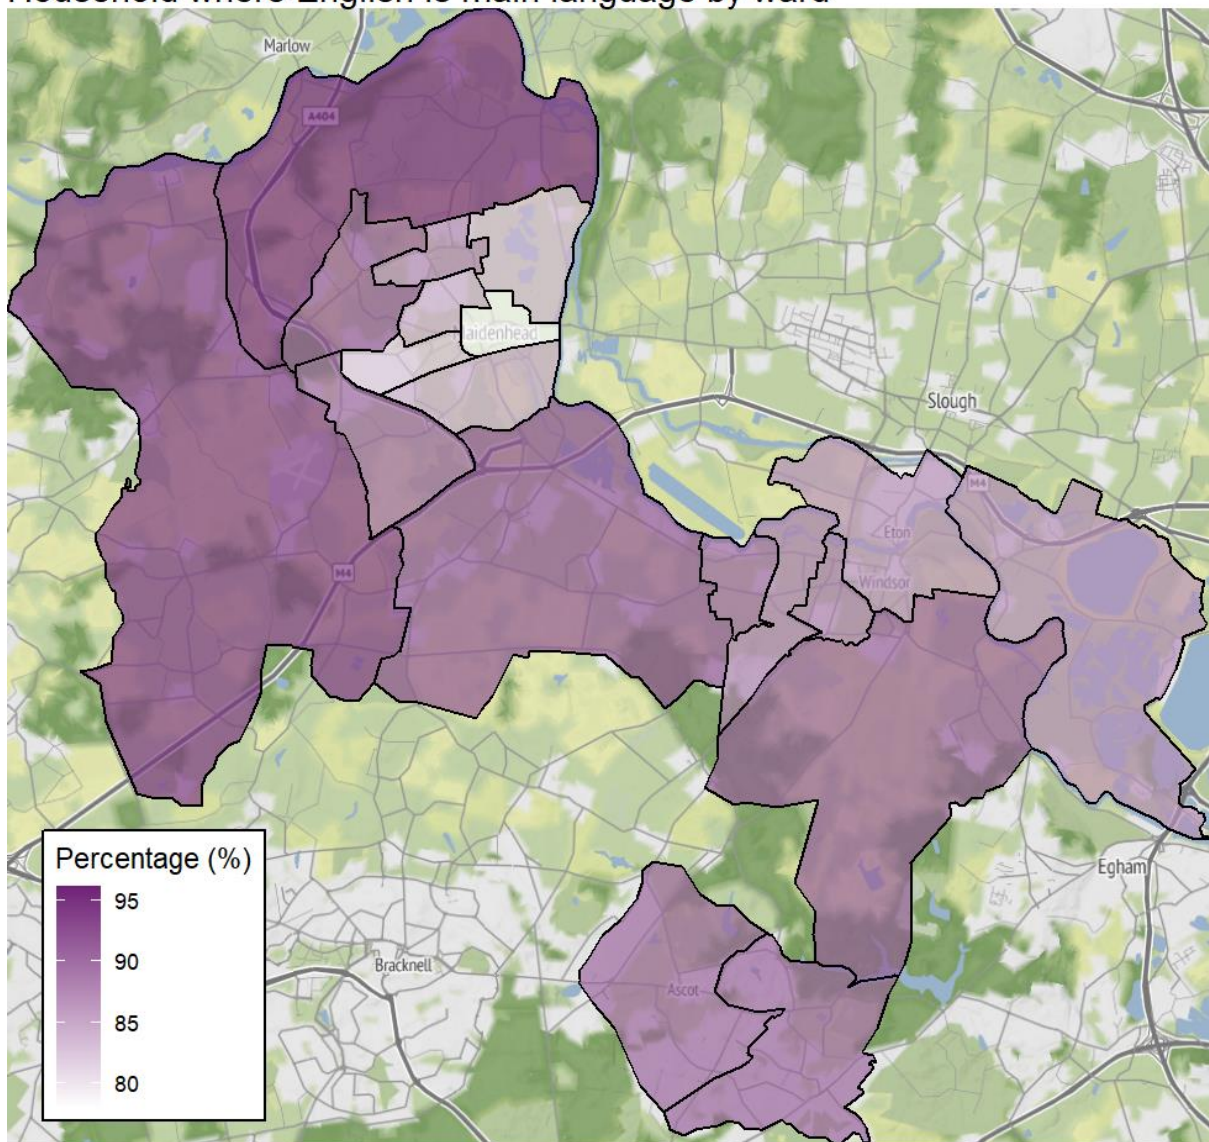 Household where English is main language by ward
Marlow
A404
aidenhead
Slough
M4
Eton
Windsor
M4
Egham
Bracknell
Ascot
Percentage (%)
95
90
85
80